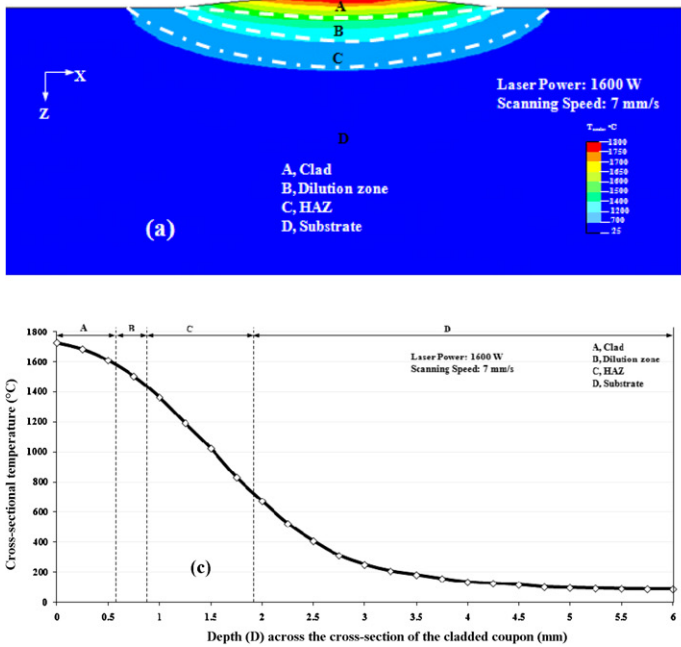 A
B
C
X
Z
Laser Power: 1600 W
Scanning Speed: 7 mm/s
D
°C
1800
1750
1700
1650
1600
1500
1400
1200
700
25
A, Clad
B, Dilution zone
C, HAZ
D, Substrate
(a)
A B C D
1800
1600
1400
1200
1000
800
600
400
200
0
Cross-sectional temperature (°C)
Laser Power: 1600 W
Scanning Speed: 7 mm/s
A, Clad
B, Dilution zone
C, HAZ
D, Substrate
(c)
0 0.5 1 1.5 2 2.5 3 3.5 4 4.5 5 5.5 6
Depth (D) across the cross-section of the cladded coupon (mm)